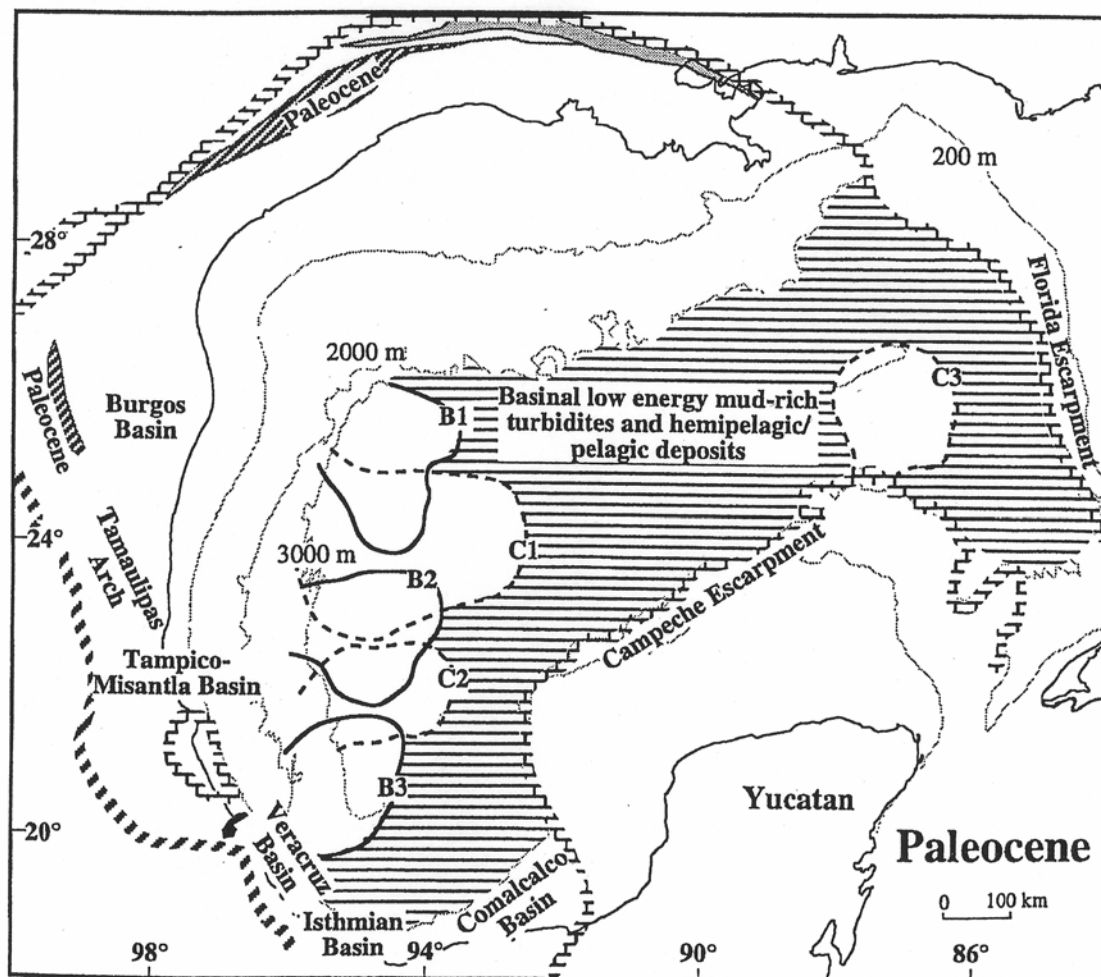 Paleocene
200 m
28°
Florida Escarpment
2000 m
Paleocene
Burgos
Basin
B1
Basinal low energy mud-rich
turbidites and hemipelagic/
pelagic deposits
C3
24°
Tamaulipas
Arch
3000 m
C1
B2
Campeche Escarpment
Tampico-
Misantla Basin
C2
B3
Yucatan
20°
Veracruz
Basin
Paleocene
Comalcalco
Basin
0 100 km
Isthmian
Basin
98°
94°
90°
86°